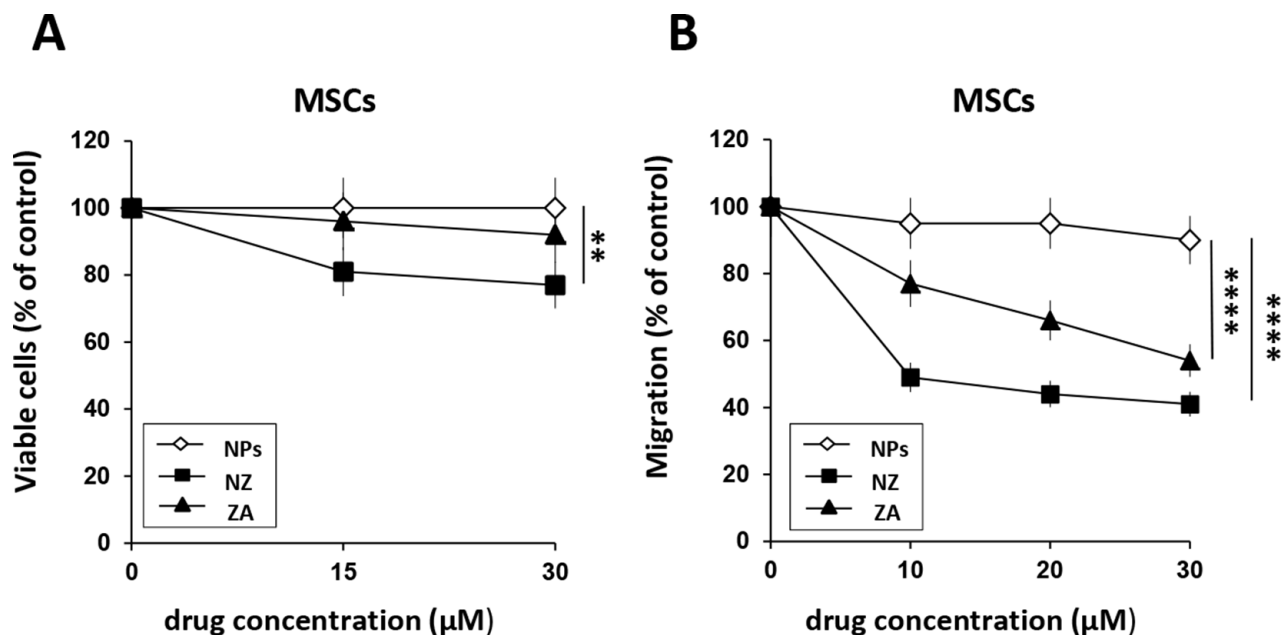 A
MSCs
Viable cells (% of control)
120
100
80
60
40
20
0
0 15 30
drug concentration (µM)
**
NPs
NZ
ZA
B
MSCs
Migration (% of control)
120
100
80
60
40
20
0
0 10 20 30
drug concentration (µM)
****
****
NPs
NZ
ZA